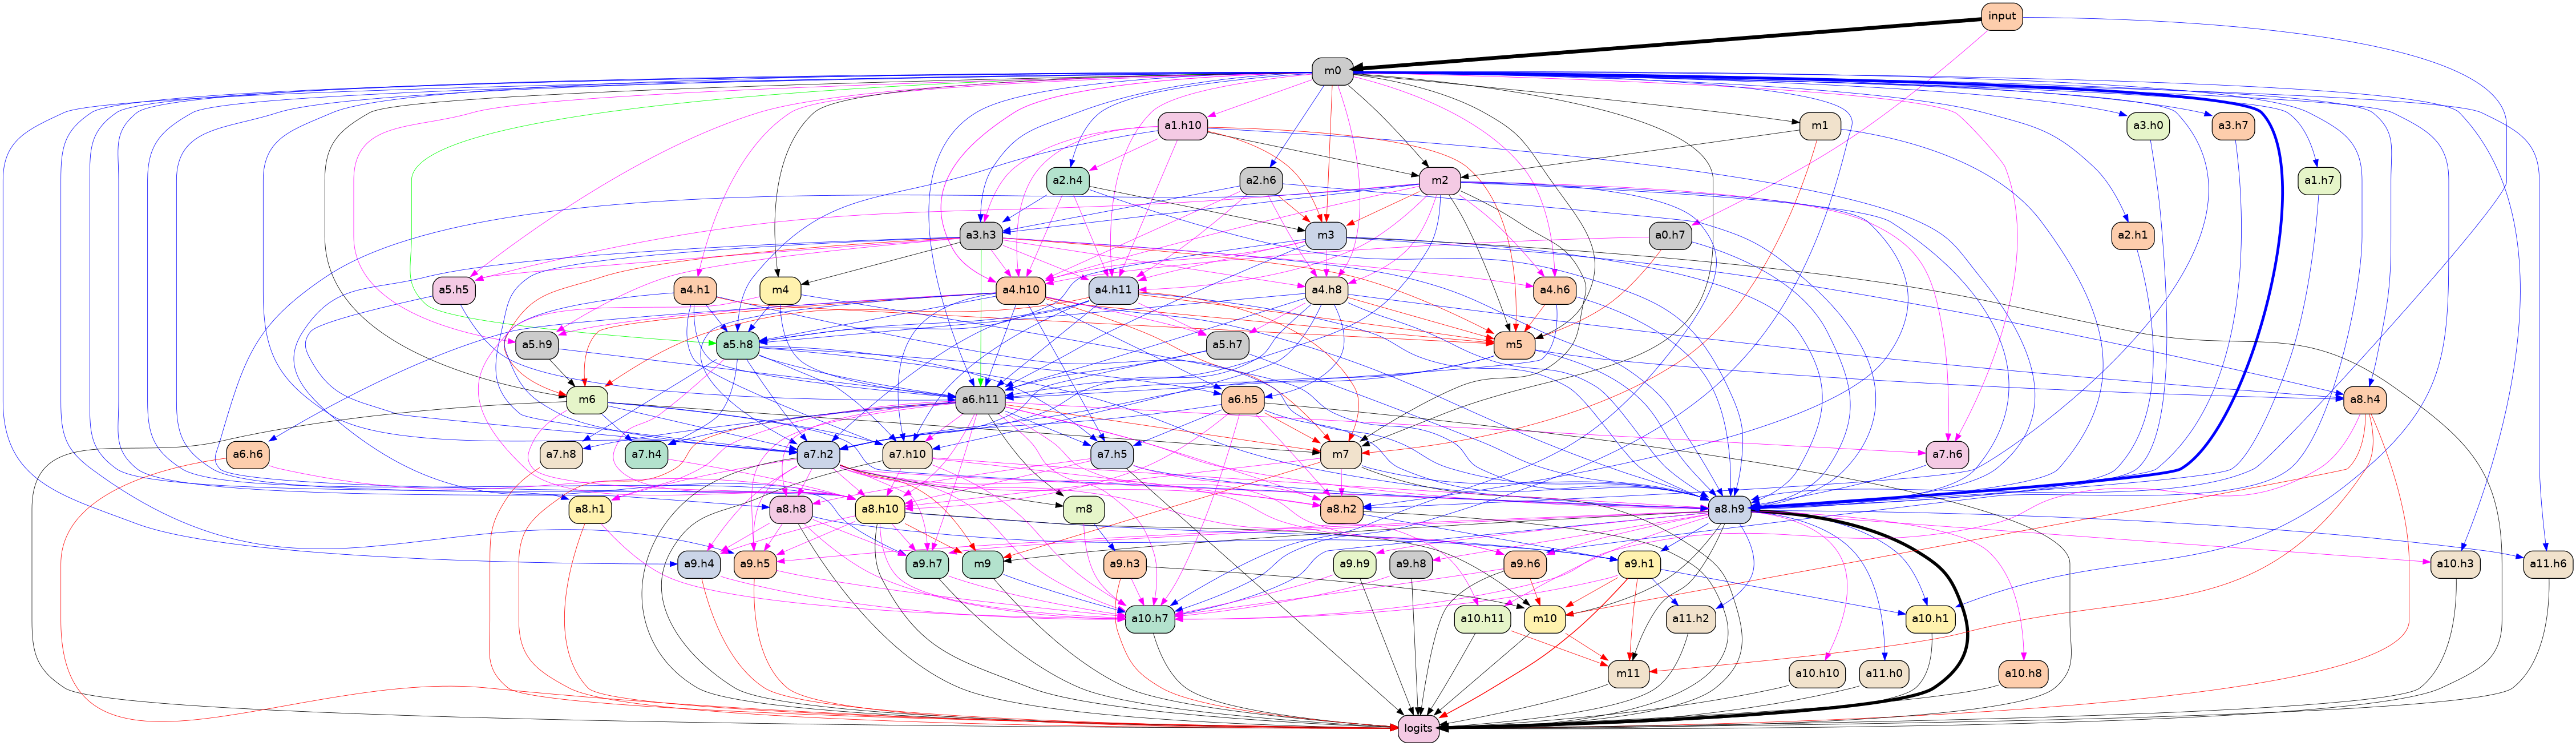 input
m0
a1.h10 m1 a3.h0 a3.h7
a2.h4 a2.h6 m2 a1.h7
a3.h3 m3 a0.h7 a2.h1
a5.h5 a4.h1 m4 a4.h10 a4.h11 a4.h8 a4.h6
a5.h9 a5.h8 a5.h7 m5
m6 a6.h11 a6.h5 a8.h4
a6.h6 a7.h8 a7.h4 a7.h2 a7.h10 a7.h5 m7 a7.h6
a8.h1 a8.h8 a8.h10 m8 a8.h2 a8.h9
a9.h4 a9.h5 a9.h7 m9 a9.h3 a9.h9 a9.h8 a9.h6 a9.h1 a10.h3 a11.h6
a10.h7 a10.h11 m10 a11.h2 a10.h1
m11 a10.h10 a11.h0 a10.h8
logits